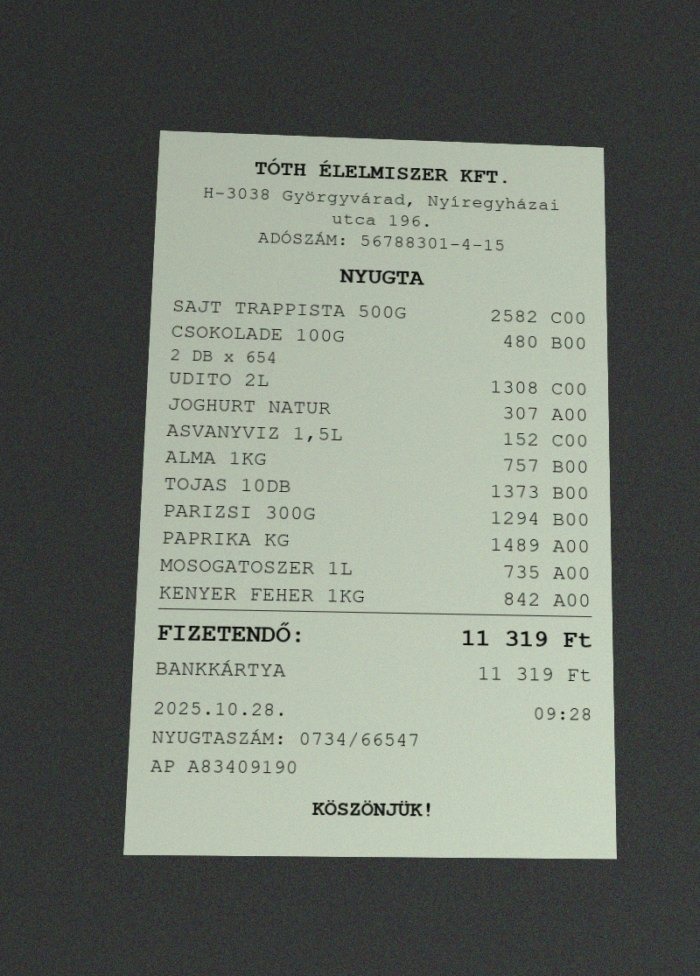 TÓTH ÉLELMISZER KFT.
H-3038 Györgyvárad, Nyíregyházai
utca 196.
ADÓSZÁM: 56788301-4-15
NYUGTA
SAJT TRAPPISTA 500G 2582 C00
CSOKOLADE 100G 480 B00
2 DB x 654
UDITO 2L 1308 C00
JOGHURT NATUR 307 A00
ASVANYVIZ 1,5L 152 C00
ALMA 1KG 757 B00
TOJAS 10DB 1373 B00
PARIZSI 300G 1294 B00
PAPRIKA KG 1489 A00
MOSOGATOSZER 1L 735 A00
KENYER FEHER 1KG 842 A00
FIZETENDŐ: 11 319 Ft
BANKKÁRTYA 11 319 Ft
2025.10.28. 09:28
NYUGTASZÁM: 0734/66547
AP A83409190
KÖSZÖNJÜK!